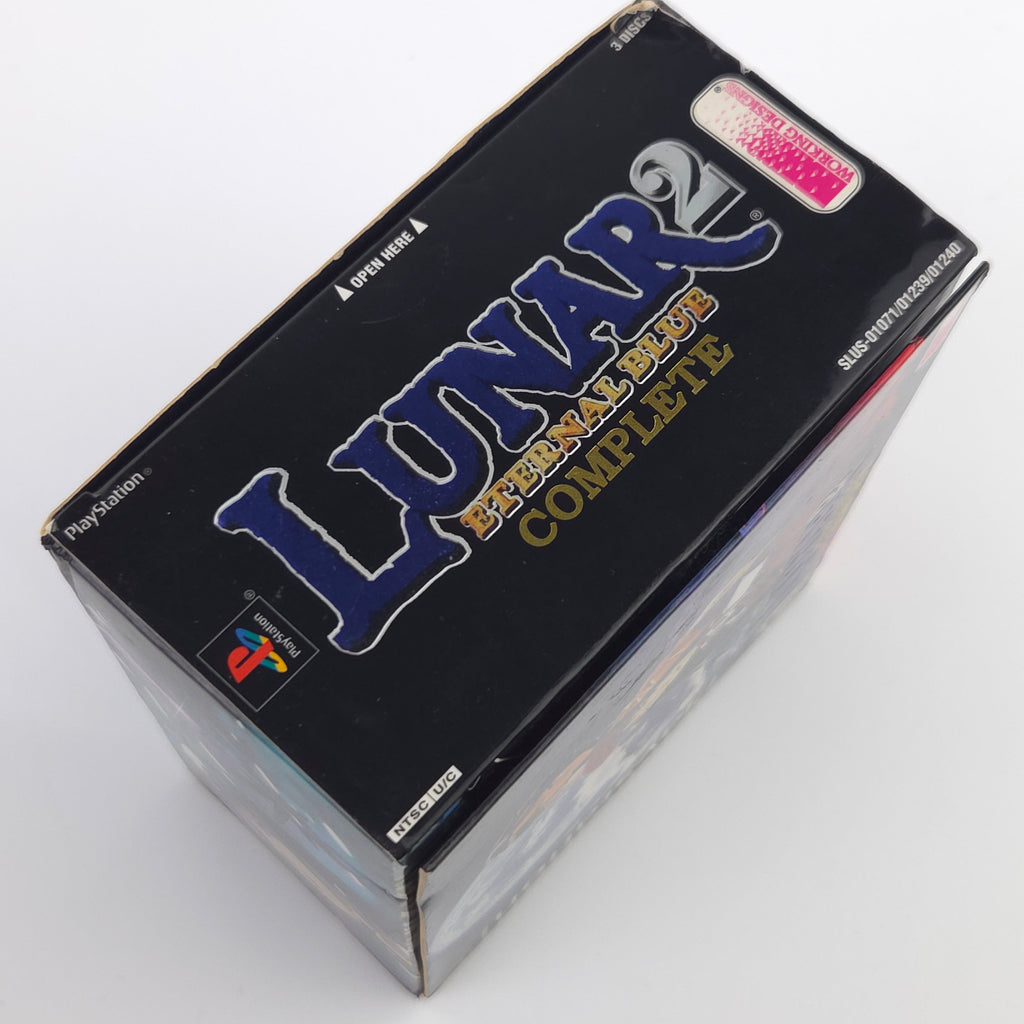 PlayStation®
▲ OPEN HERE ▲
3 DISCS
LUNAR 2®
ETERNAL BLUE
COMPLETE
WORKING DESIGNS®
PlayStation®
NTSC U/C
SLUS-01071/01239/01240